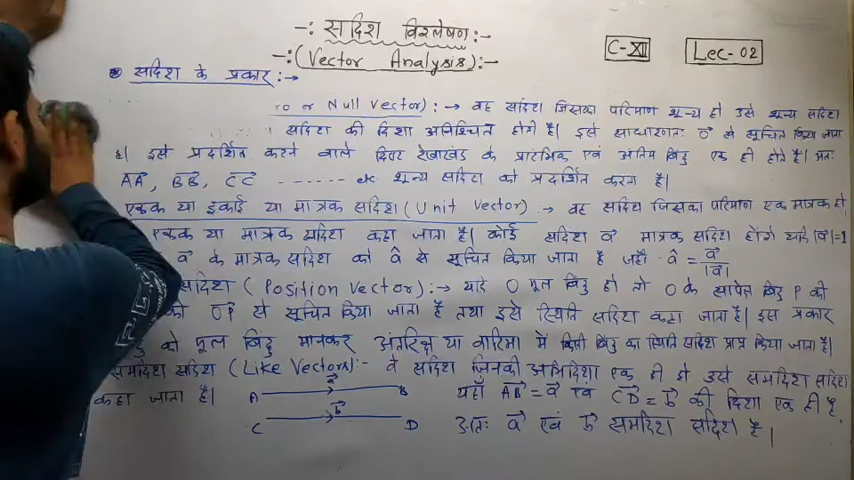 -: सदिश विश्लेषण:-
-:(Vector Analysis):-
C-XII
Lec-02
* सदिश के प्रकार:→
ro or Null Vector):→ वह सदिश जिसका परिमाण शून्य हो उसे शून्य सदिश
सदिश की दिशा अनिश्चित होती है। इसे साधारणतः 0⃗ से सूचित किया जाता
है। इसे प्रदर्शित करने वाले दिष्ट रेखाखंड के प्रारंभिक एवं अंतिम बिंदु एक ही होते है। अतः
AA⃗, BB⃗, CC⃗ ------- etc. शून्य सदिश को प्रदर्शित करता है।
एकक या इकाई या मात्रक सदिश (Unit Vector):→ वह सदिश जिसका परिमाण एक मात्रक हो,
एकक या मात्रक सदिश कहा जाता है। कोई सदिश a⃗ मात्रक सदिश होगा यदि |a⃗|=1
a⃗ के मात्रक सदिश को â से सूचित किया जाता है जहाँ â = a⃗/|a⃗|
सदिश (Position Vector):→ यदि O मूल बिंदु हो तो O के सापेक्ष बिंदु P की
को OP⃗ से सूचित किया जाता है तथा इसे स्थिति सदिश कहा जाता है। इस प्रकार
को मूल बिंदु मानकर अंतरिक्ष या में किसी बिंदु का स्थिति सदिश प्राप्त किया जाता है।
समदिश सदिश (Like Vectors):- वे सदिश जिनकी अभिदिशा एक ही हो उसे समदिश सदिश
कहा जाता है।
A a⃗ B
यहाँ AB⃗ = a⃗ एवं CD⃗ = b⃗ की दिशा एक ही है,
C b⃗ D
अतः a⃗ एवं b⃗ समदिश सदिश है।